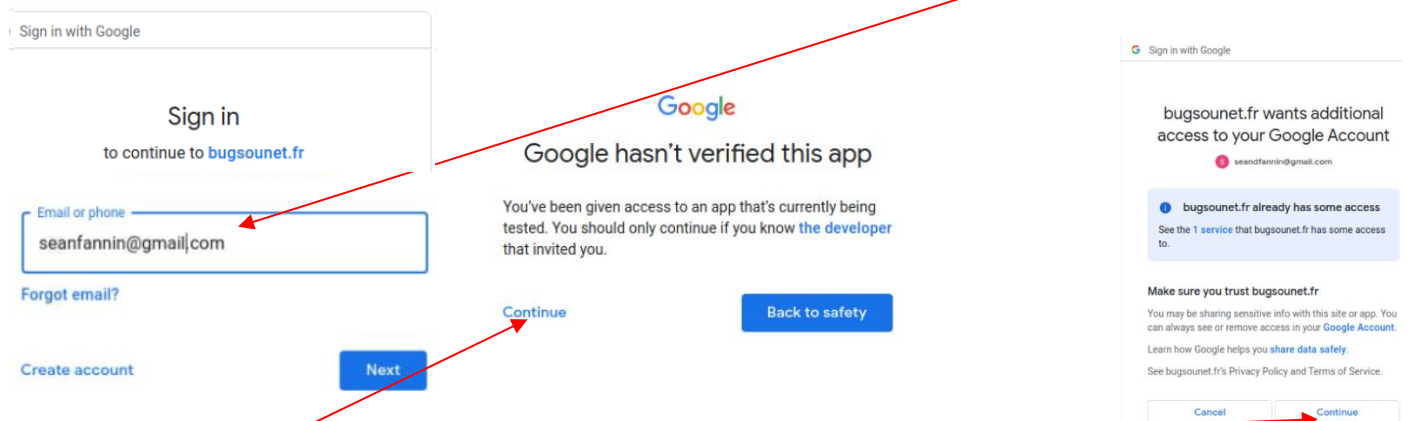 Sign in with Google
Sign in
to continue to bugsounet.fr
Email or phone
seanfannin@gmail.com
Forgot email?
Create account
Next
Google
Google hasn't verified this app
You've been given access to an app that's currently being
tested. You should only continue if you know the developer
that invited you.
Continue
Back to safety
G Sign in with Google
bugsounet.fr wants additional
access to your Google Account
S seandfannin@gmail.com
bugsounet.fr already has some access
See the 1 service that bugsounet.fr has some access
to.
Make sure you trust bugsounet.fr
You may be sharing sensitive info with this site or app. You
can always see or remove access in your Google Account.
Learn how Google helps you share data safely.
See bugsounet.fr's Privacy Policy and Terms of Service.
Cancel
Continue